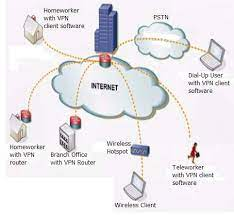 Homeworker
with VPN
client software
PSTN
INTERNET
Dial-Up User
with VPN client
software
Homeworker
with VPN
router
Branch Office
with VPN Router
Wireless
Hotspot
Teleworker
with VPN client
software
Wireless Client